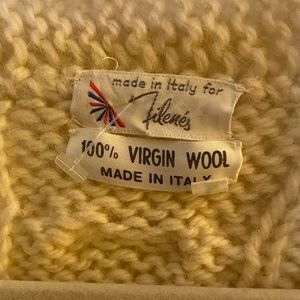 made in Italy for
Filene's
100% VIRGIN WOOL
MADE IN ITALY